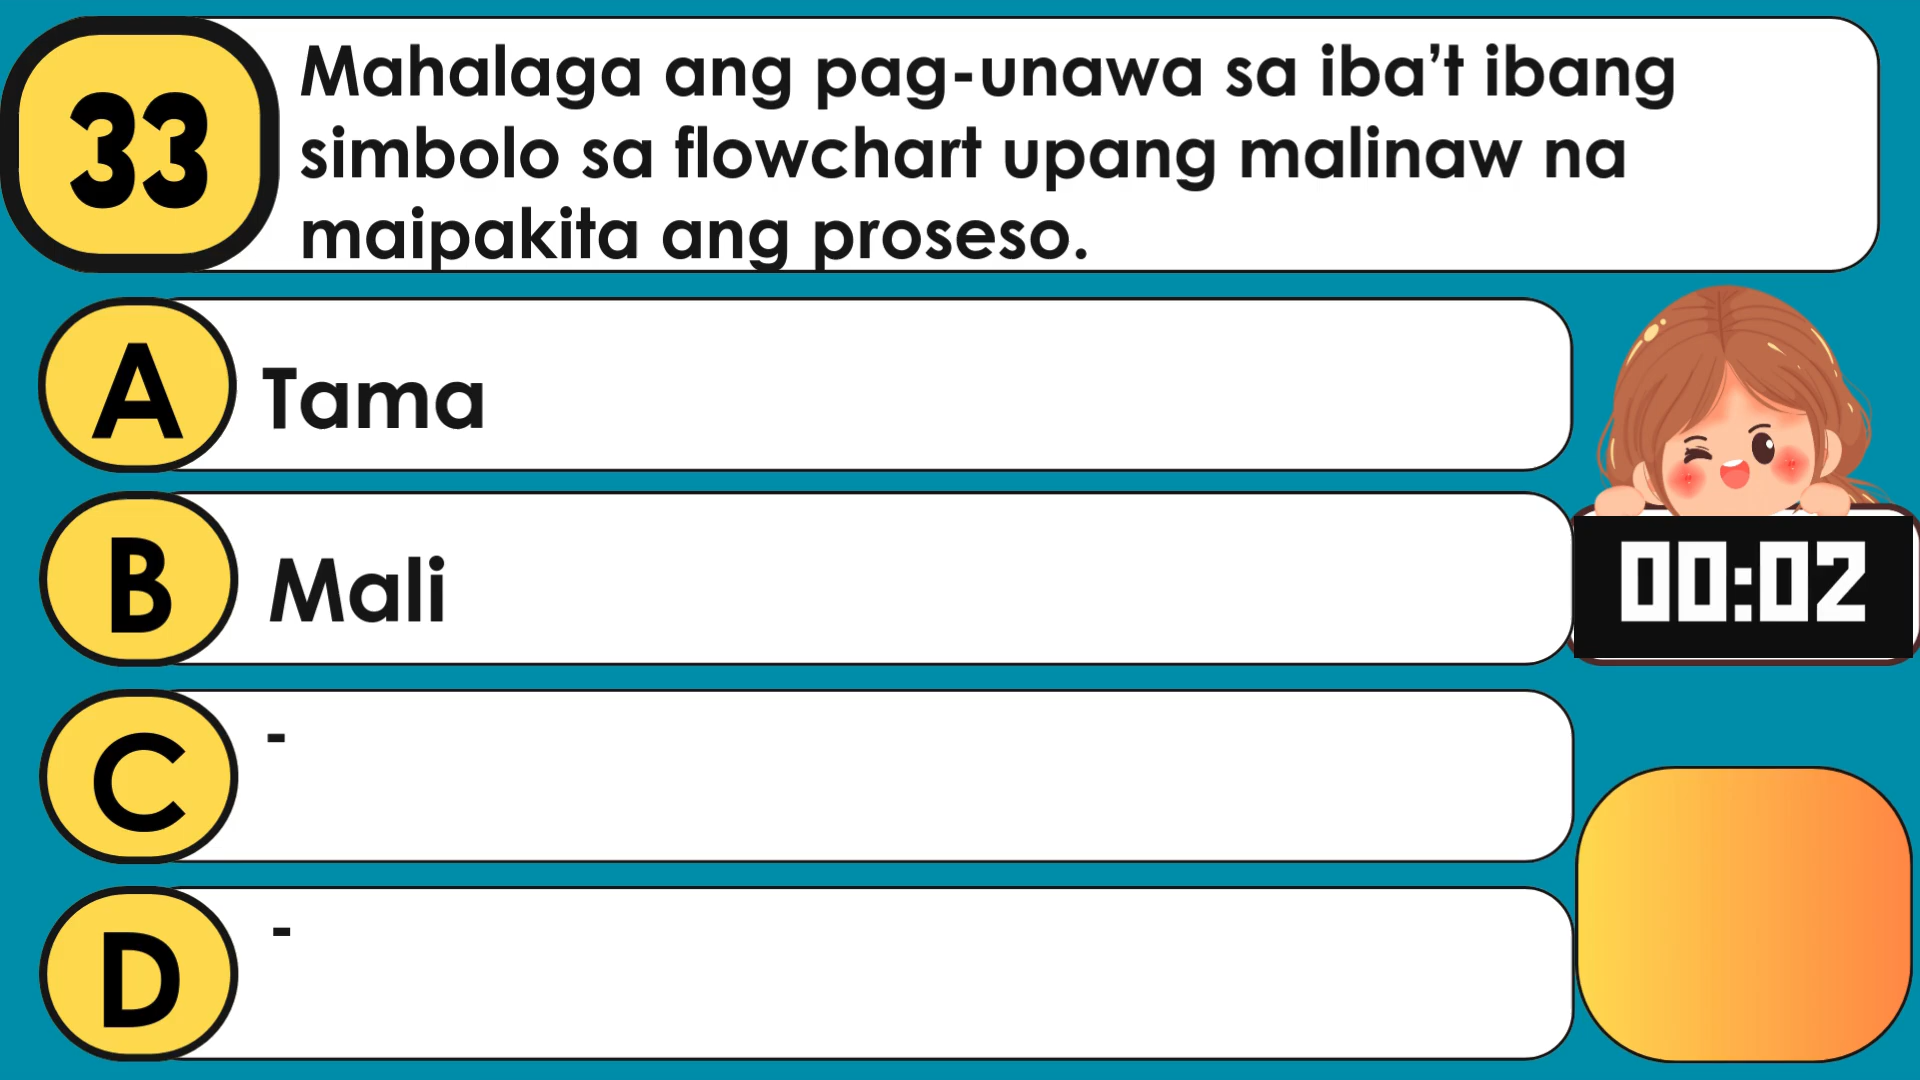 33
Mahalaga ang pag-unawa sa iba’t ibang
simbolo sa flowchart upang malinaw na
maipakita ang proseso.
A
Tama
B
Mali
00:02
C
-
D
-